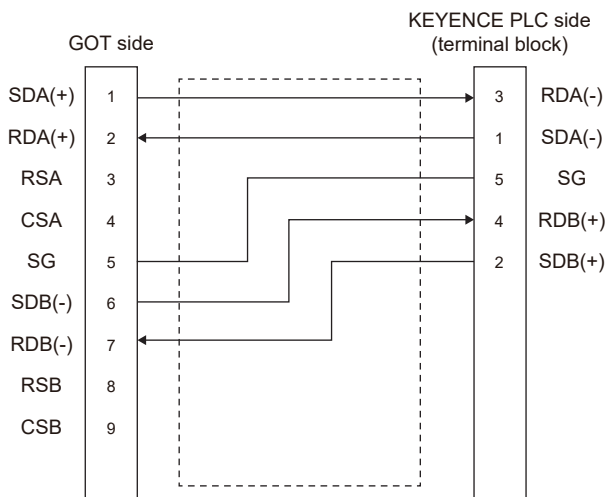 KEYENCE PLC side
GOT side (terminal block)
SDA(+) 1 3 RDA(-)
RDA(+) 2 1 SDA(-)
RSA 3 5 SG
CSA 4 4 RDB(+)
SG 5 2 SDB(+)
SDB(-) 6
RDB(-) 7
RSB 8
CSB 9